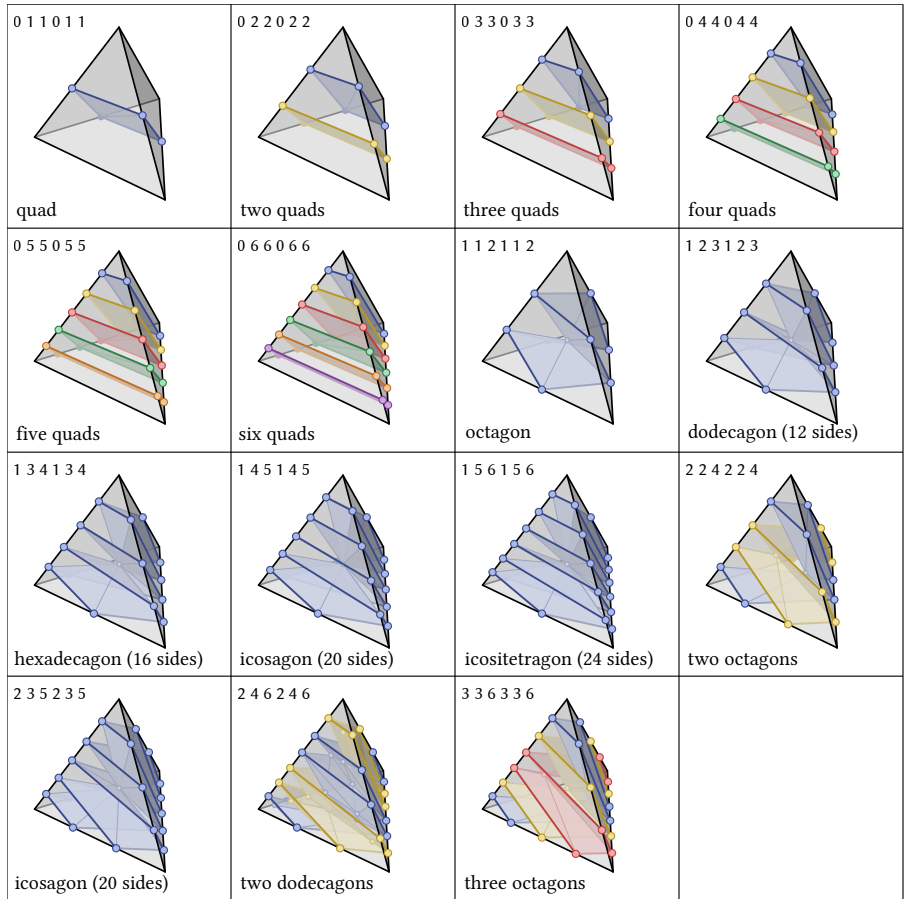 0 1 1 0 1 1
quad
0 2 2 0 2 2
two quads
0 3 3 0 3 3
three quads
0 4 4 0 4 4
four quads
0 5 5 0 5 5
five quads
0 6 6 0 6 6
six quads
1 1 2 1 1 2
octagon
1 2 3 1 2 3
dodecagon (12 sides)
1 3 4 1 3 4
hexadecagon (16 sides)
1 4 5 1 4 5
icosagon (20 sides)
1 5 6 1 5 6
icositetragon (24 sides)
2 2 4 2 2 4
two octagons
2 3 5 2 3 5
icosagon (20 sides)
2 4 6 2 4 6
two dodecagons
3 3 6 3 3 6
three octagons